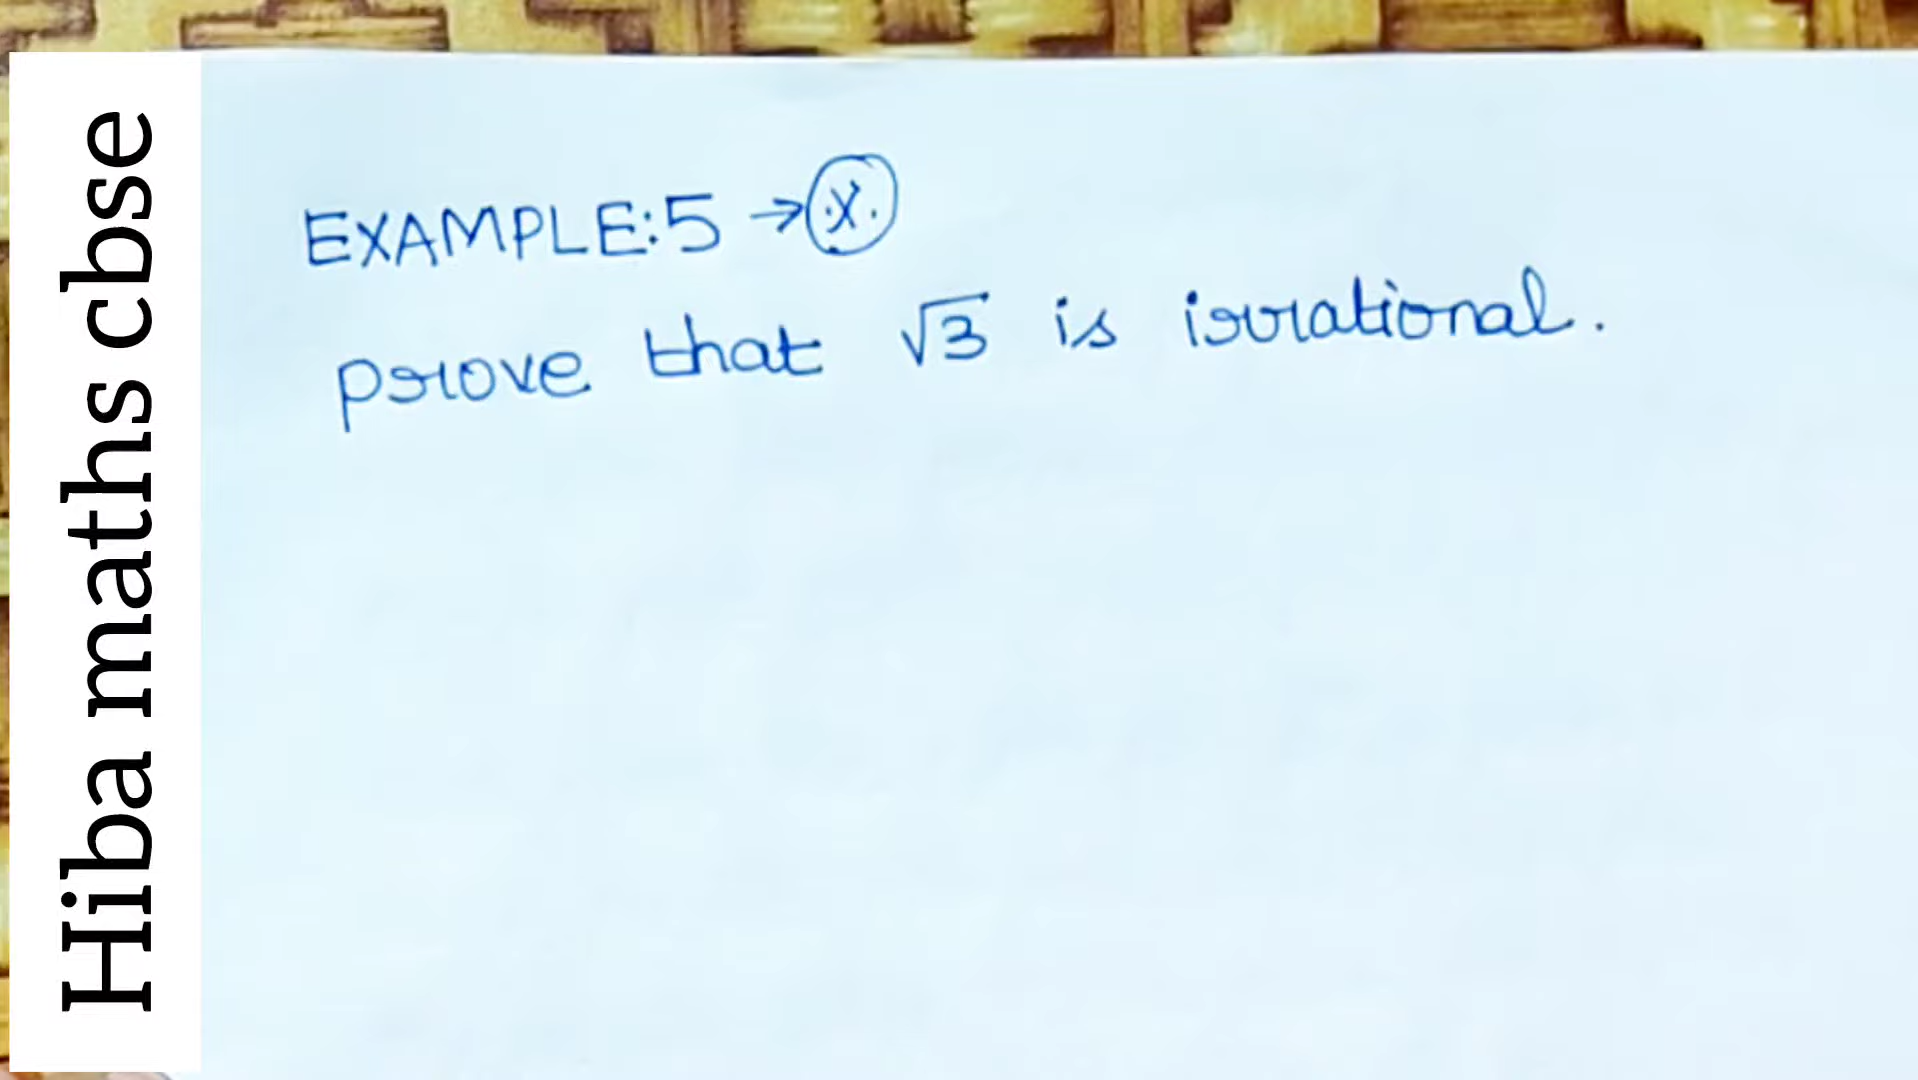 Hiba maths cbse
EXAMPLE:5 → X
prove that √3 is irrational.